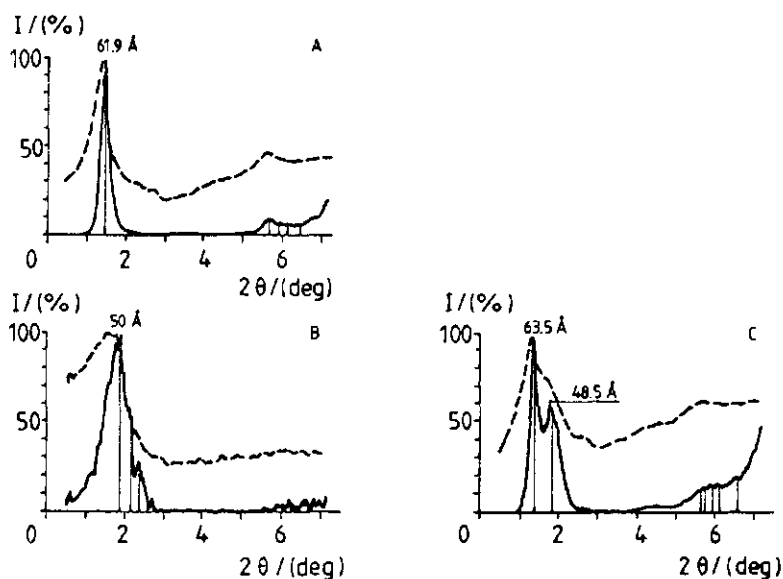 I/(%)
61.9 Å
A
100
50
0
2
4
6
2θ/(deg)
I/(%)
50 Å
B
100
50
0
2
4
6
2θ/(deg)
I/(%)
63.5 Å
C
100
48.5 Å
50
0
2
4
6
2θ/(deg)